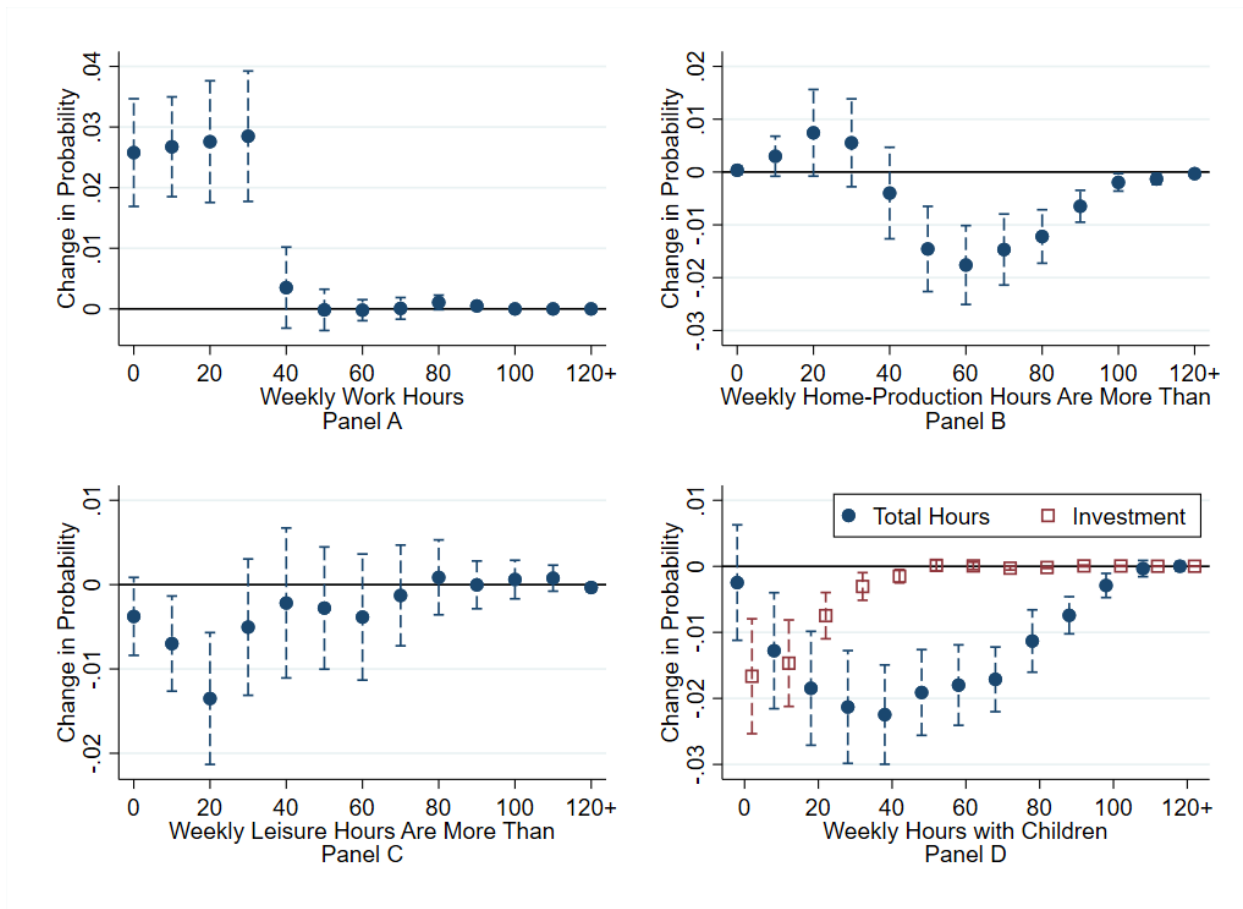 Change in Probability
.04
.03
.02
.01
0
0 20 40 60 80 100 120+
Weekly Work Hours
Panel A
Change in Probability
.02
.01
0
-.01
-.02
-.03
0 20 40 60 80 100 120+
Weekly Home-Production Hours Are More Than
Panel B
Change in Probability
.01
0
-.01
-.02
0 20 40 60 80 100 120+
Weekly Leisure Hours Are More Than
Panel C
Total Hours Investment
Change in Probability
.01
0
-.01
-.02
-.03
0 20 40 60 80 100 120+
Weekly Hours with Children
Panel D